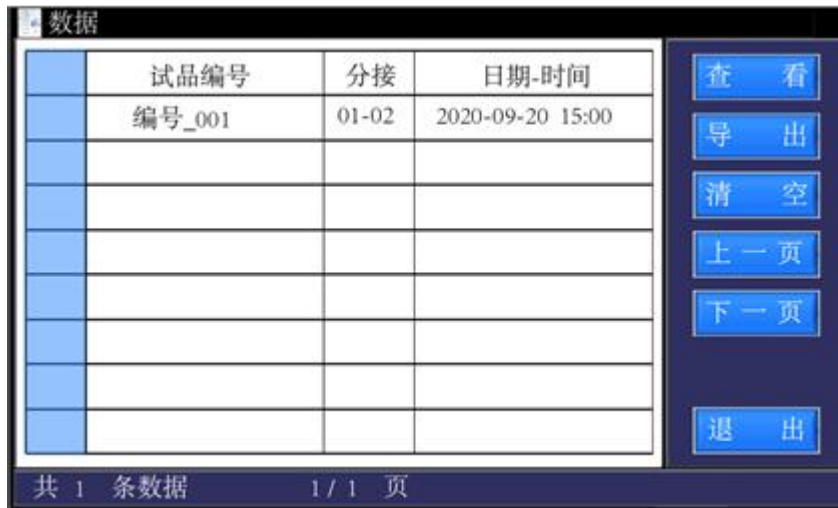 数据
试品编号 分接 日期-时间
编号_001 01-02 2020-09-20 15:00
查 看
导 出
清 空
上一页
下一页
退 出
共 1 条数据 1/1 页